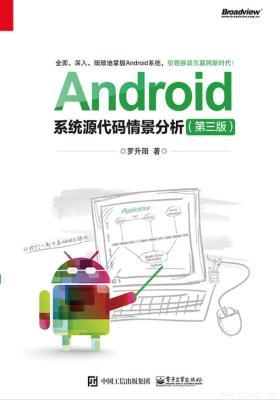 Broadview®
全面、深入、细致地掌握Android系统，引领移动互联网新时代！
Android
系统源代码情景分析（第三版）
◎罗升阳 著◎
Application
中国工信出版集团
电子工业出版社